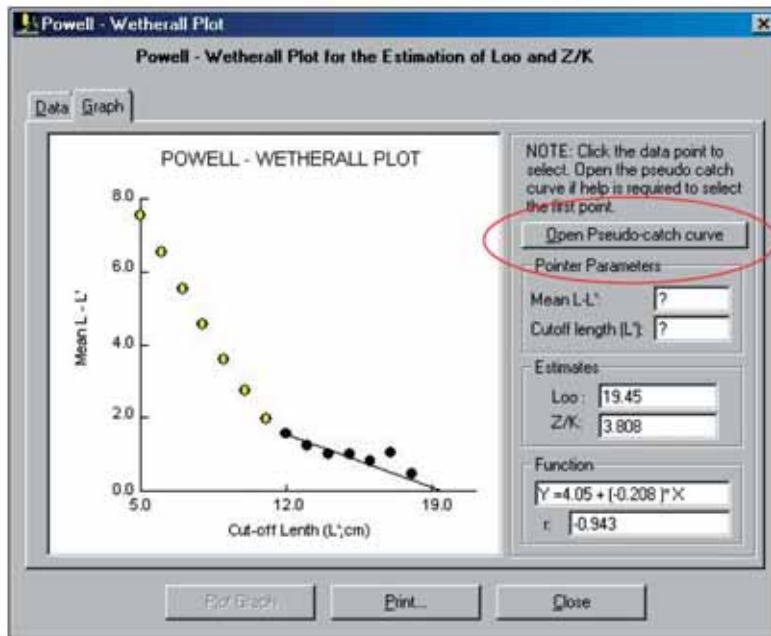 Powell - Wetherall Plot
Powell - Wetherall Plot for the Estimation of Loo and Z/K
Data
Graph
POWELL - WETHERALL PLOT
8.0
6.0
4.0
2.0
0.0
Mean L - L'
5.0
12.0
19.0
Cut-off Lenth (L';cm)
NOTE: Click the data point to
select. Open the pseudo catch
curve if help is required to select
the first point.
Open Pseudo-catch curve
Pointer Parameters
Mean L-L': ?
Cutoff length (L'): ?
Estimates
Loo : 19.45
Z/K: 3.808
Function
Y =4.05 + (-0.208 )* X
r: -0.943
Plot Graph
Print...
Close